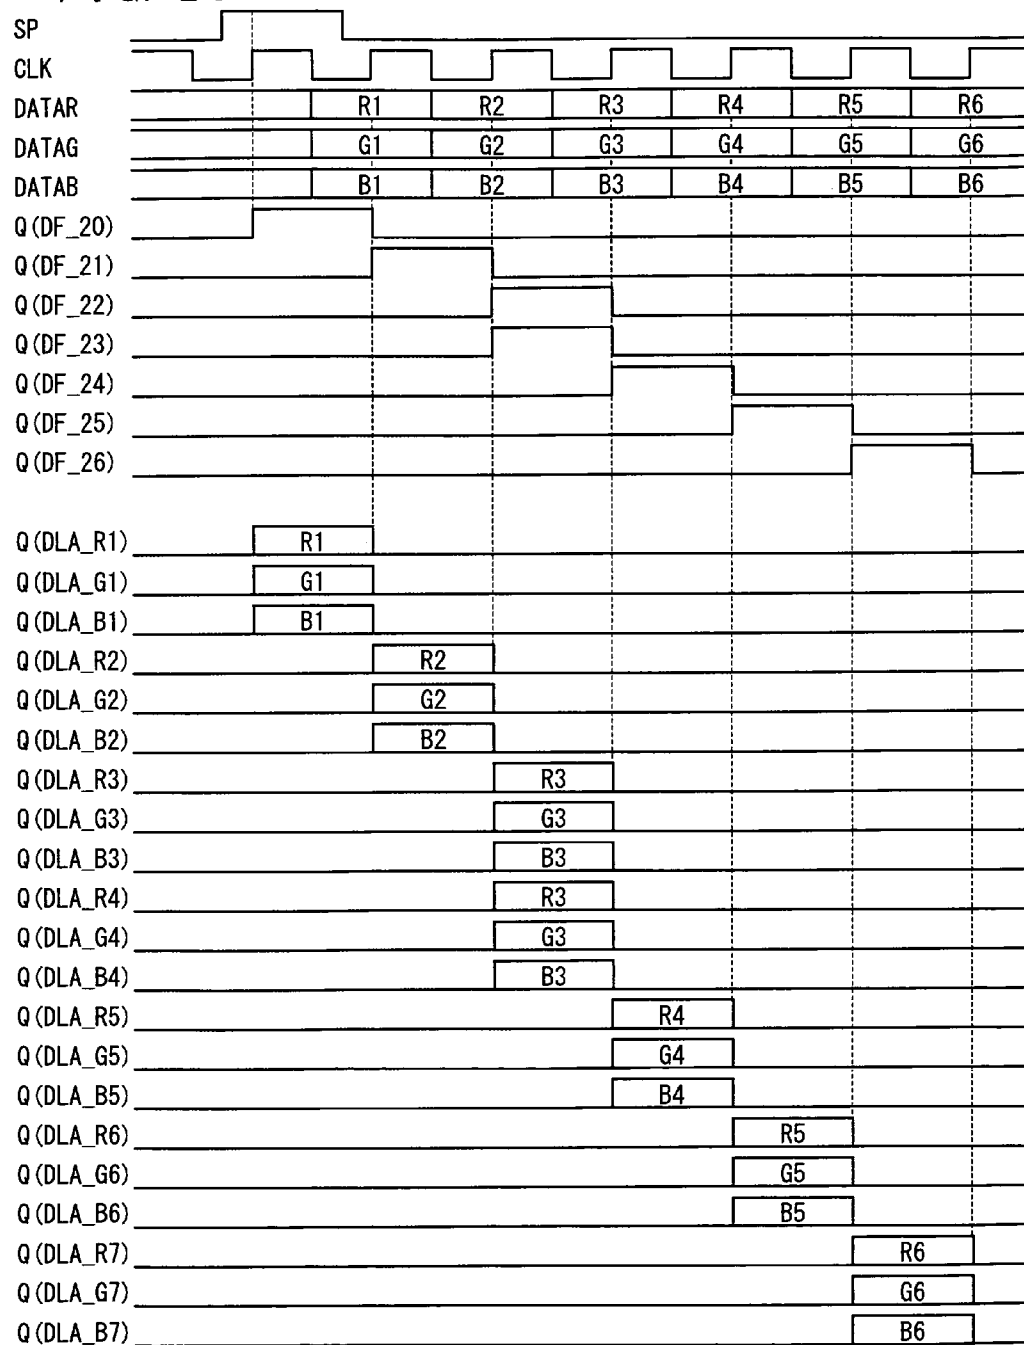 SP
CLK
DATAR R1 R2 R3 R4 R5 R6
DATAG G1 G2 G3 G4 G5 G6
DATAB B1 B2 B3 B4 B5 B6
Q(DF_20)
Q(DF_21)
Q(DF_22)
Q(DF_23)
Q(DF_24)
Q(DF_25)
Q(DF_26)
Q(DLA_R1) R1
Q(DLA_G1) G1
Q(DLA_B1) B1
Q(DLA_R2) R2
Q(DLA_G2) G2
Q(DLA_B2) B2
Q(DLA_R3) R3
Q(DLA_G3) G3
Q(DLA_B3) B3
Q(DLA_R4) R3
Q(DLA_G4) G3
Q(DLA_B4) B3
Q(DLA_R5) R4
Q(DLA_G5) G4
Q(DLA_B5) B4
Q(DLA_R6) R5
Q(DLA_G6) G5
Q(DLA_B6) B5
Q(DLA_R7) R6
Q(DLA_G7) G6
Q(DLA_B7) B6